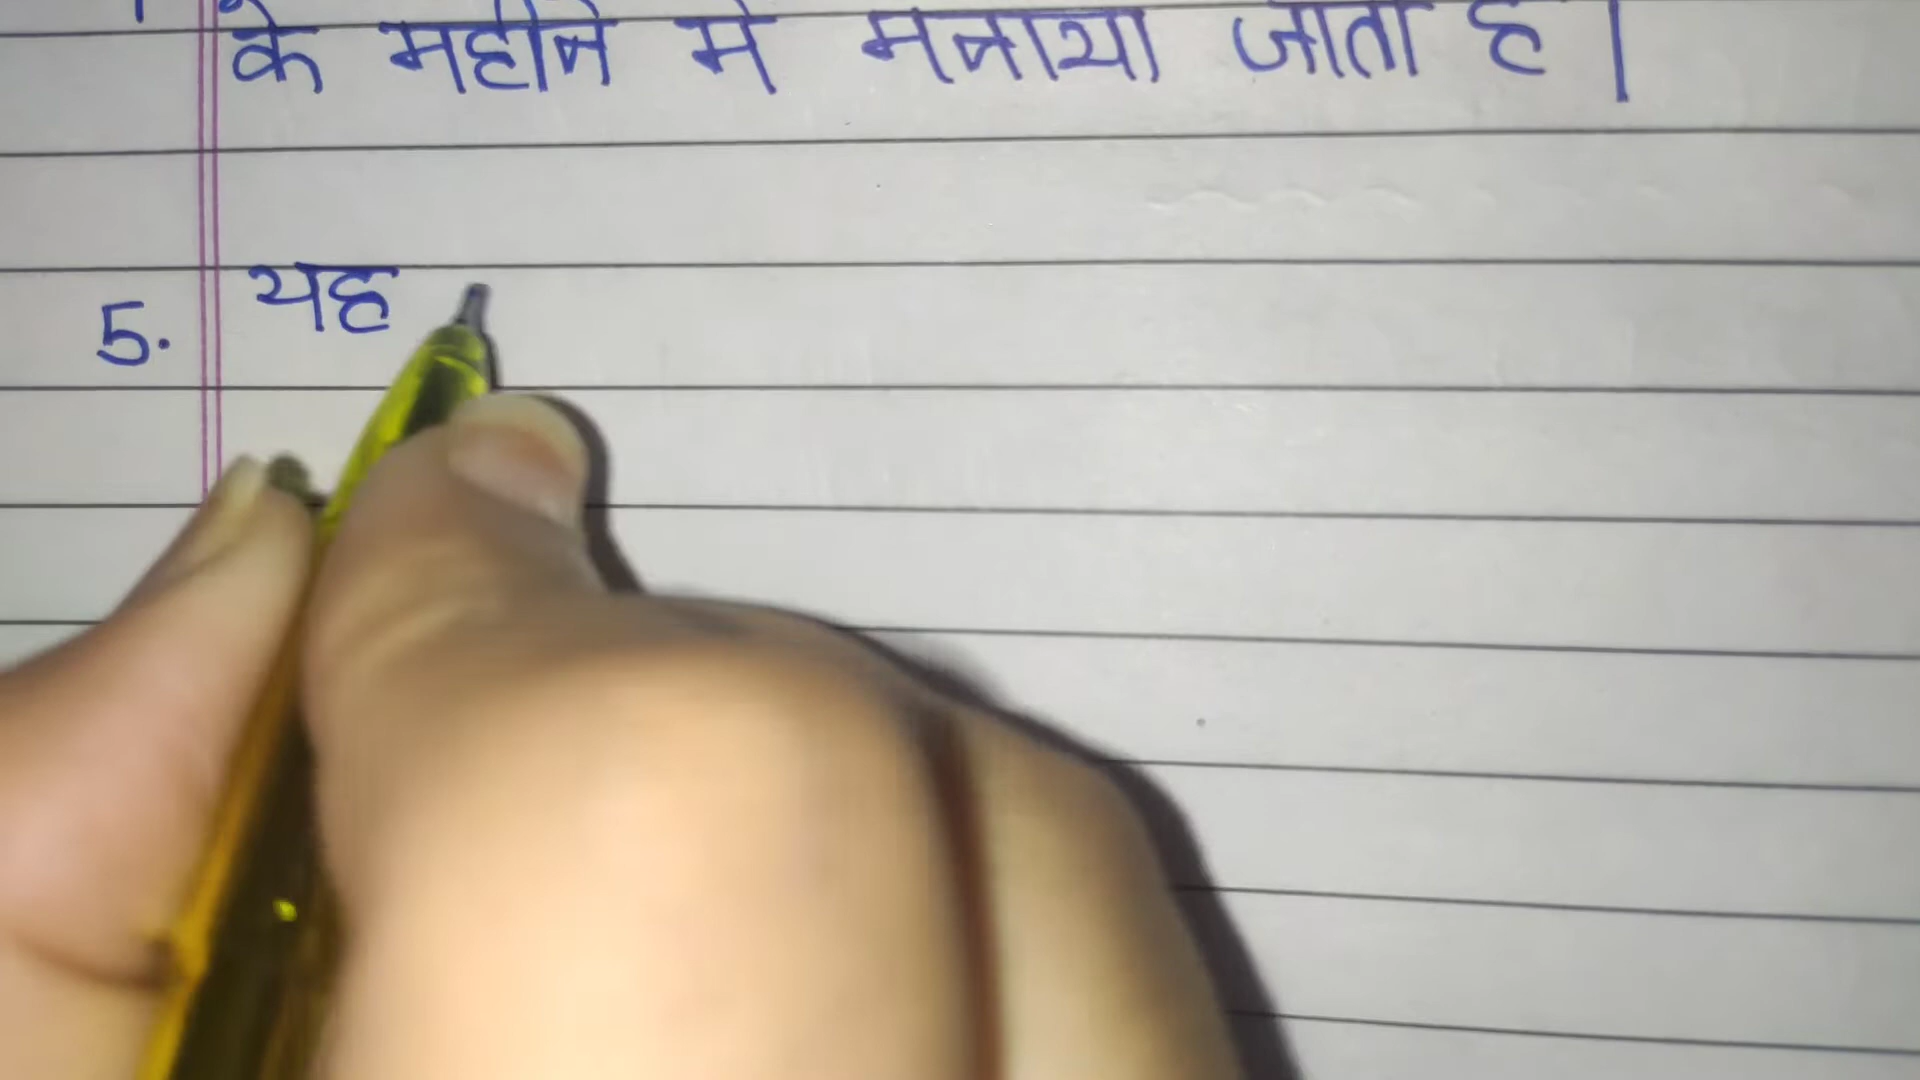 के महीने में मनाया जाता है।
5. यह